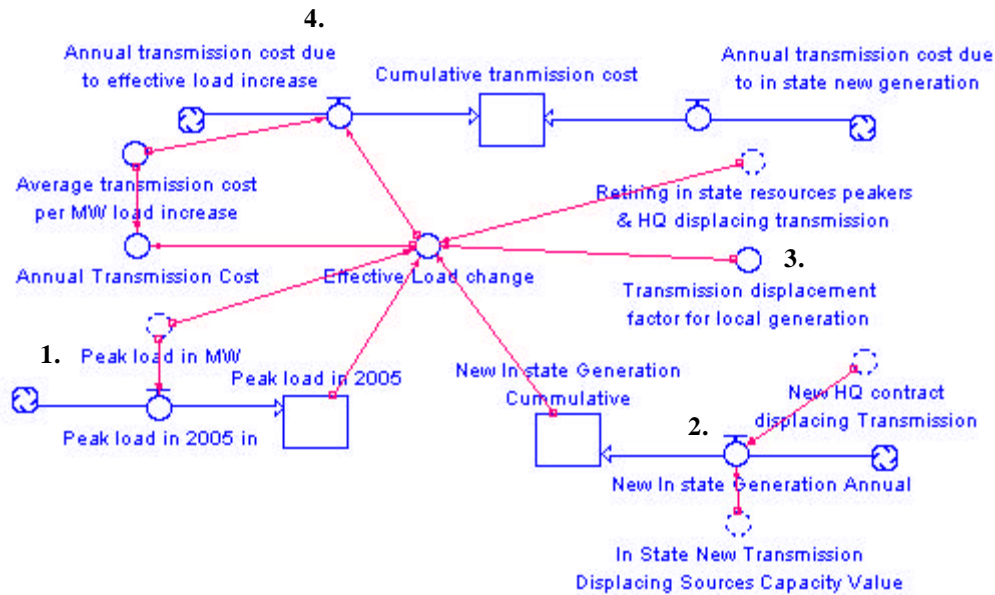 4.
Annual transmission cost due
to effective load increase
Cumulative tranmission cost
Annual transmission cost due
to in state new generation
Average transmission cost
per MW load increase
Retining in state resources peakers
& HQ displacing transmission
Annual Transmission Cost
Effective Load change
3.
Transmission displacement
factor for local generation
1.
Peak load in MW
Peak load in 2005
Peak load in 2005 in
New In state Generation
Cummulative
New HQ contract
displacing Transmission
2.
New In state Generation Annual
In State New Transmission
Displacing Sources Capacity Value